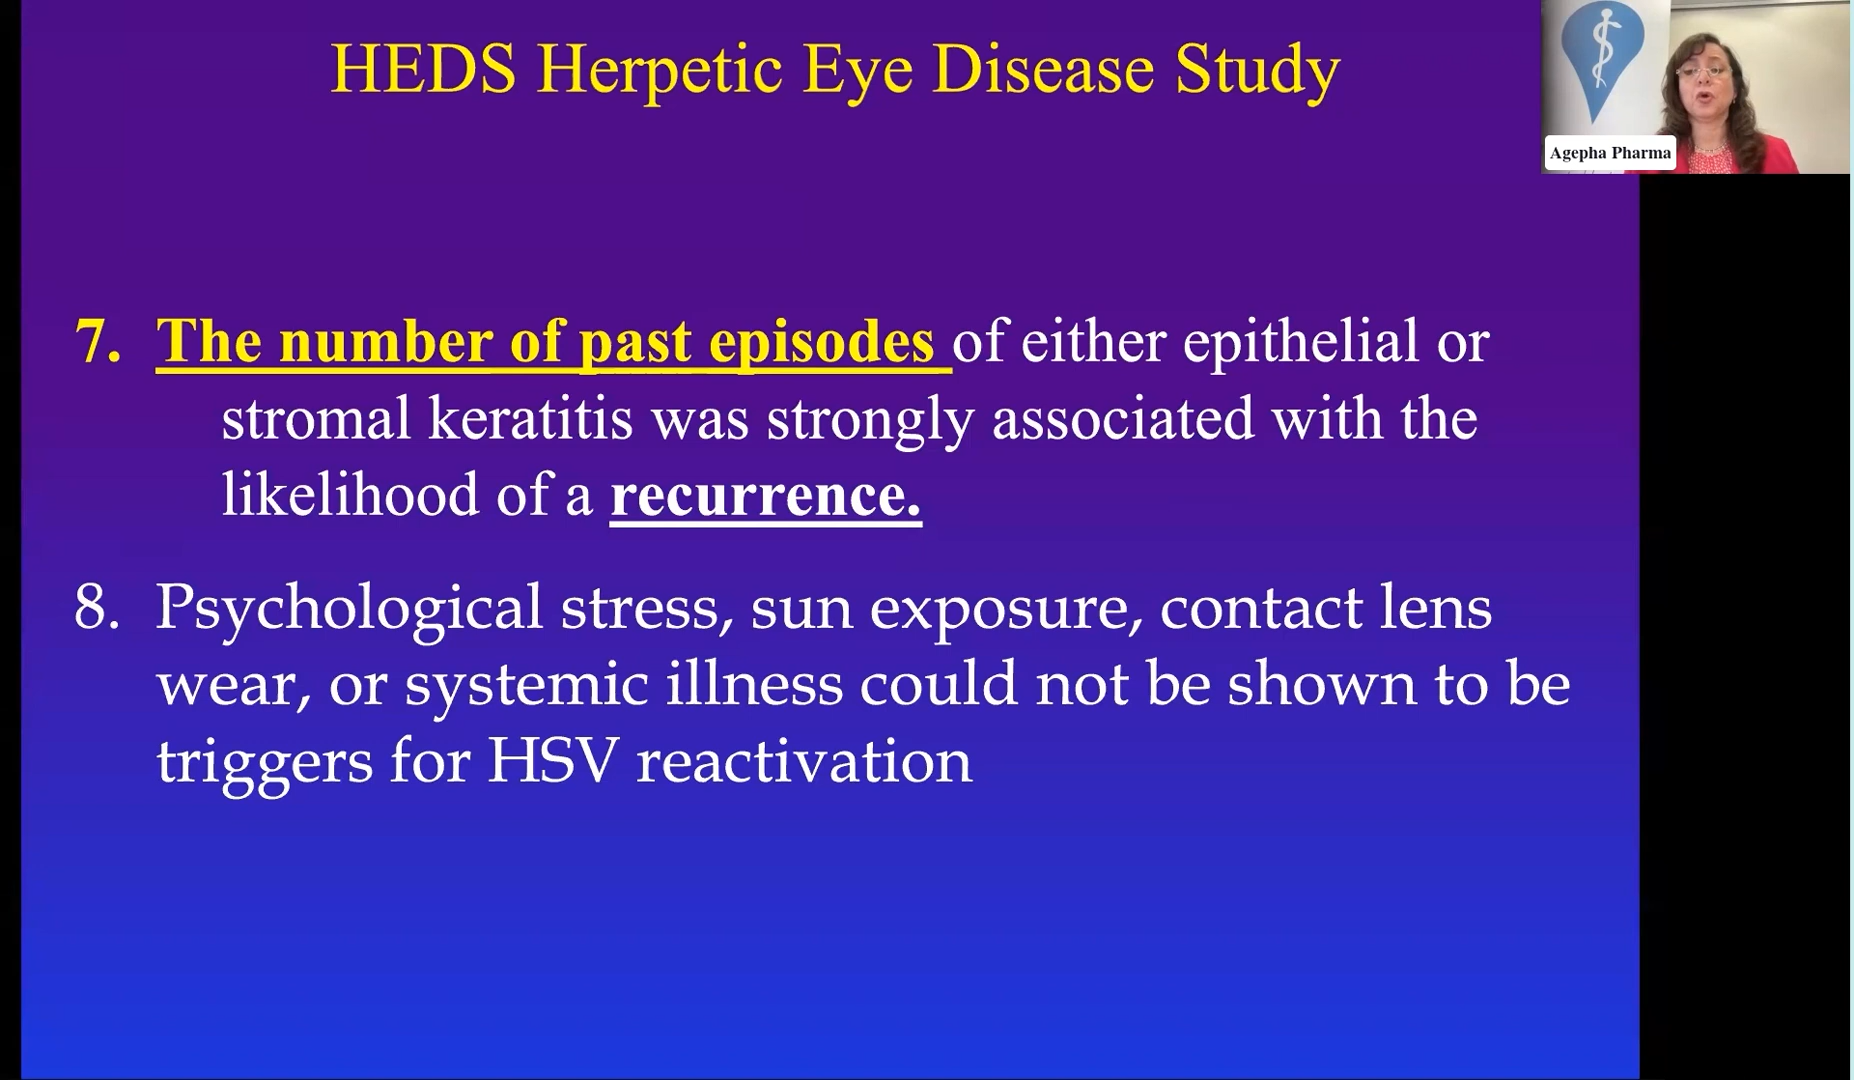 HEDS Herpetic Eye Disease Study
Agepha Pharma
7. The number of past episodes of either epithelial or
stromal keratitis was strongly associated with the
likelihood of a recurrence.
8. Psychological stress, sun exposure, contact lens
wear, or systemic illness could not be shown to be
triggers for HSV reactivation